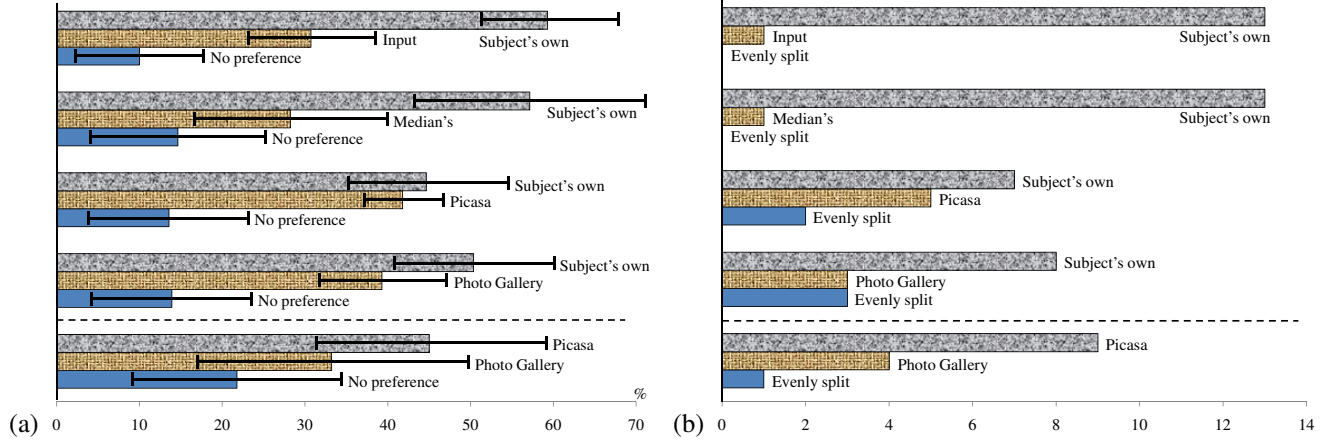 Subject's own
Input
No preference
Subject's own
Median's
No preference
Subject's own
Picasa
No preference
Subject's own
Photo Gallery
No preference
Picasa
Photo Gallery
No preference
%
(a) 0 10 20 30 40 50 60 70
Input
Subject's own
Evenly split
Median's
Subject's own
Evenly split
Subject's own
Picasa
Evenly split
Subject's own
Photo Gallery
Evenly split
Picasa
Photo Gallery
Evenly split
(b) 0 2 4 6 8 10 12 14